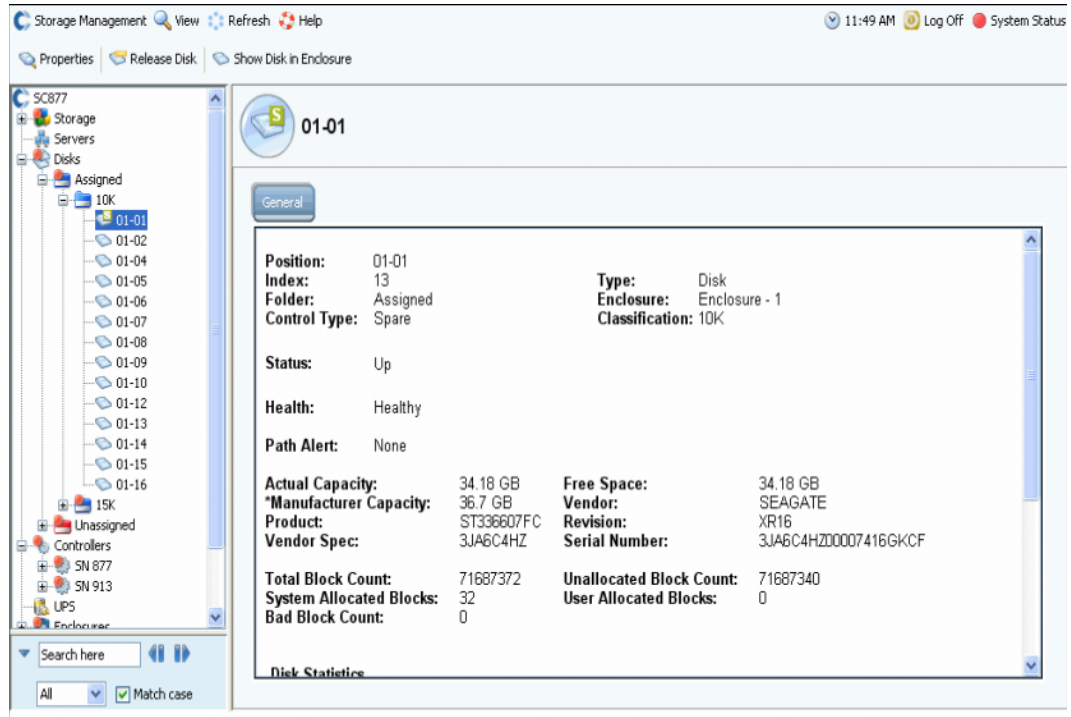 Storage Management View Refresh Help 11:49 AM Log Off System Status
Properties Release Disk Show Disk in Enclosure
SC877
Storage
Servers
Disks
Assigned
10K
01-01
01-02
01-04
01-05
01-06
01-07
01-08
01-09
01-10
01-12
01-13
01-14
01-15
01-16
15K
Unassigned
Controllers
SN 877
SN 913
UPS
Enclosures
Search here
All Match case
S 01-01
General
Position: 01-01
Index: 13 Type: Disk
Folder: Assigned Enclosure: Enclosure - 1
Control Type: Spare Classification: 10K
Status: Up
Health: Healthy
Path Alert: None
Actual Capacity: 34.18 GB Free Space: 34.18 GB
*Manufacturer Capacity: 36.7 GB Vendor: SEAGATE
Product: ST336607FC Revision: XR16
Vendor Spec: 3JA6C4HZ Serial Number: 3JA6C4HZ00007416GKCF
Total Block Count: 71687372 Unallocated Block Count: 71687340
System Allocated Blocks: 32 User Allocated Blocks: 0
Bad Block Count: 0
Disk Statistics